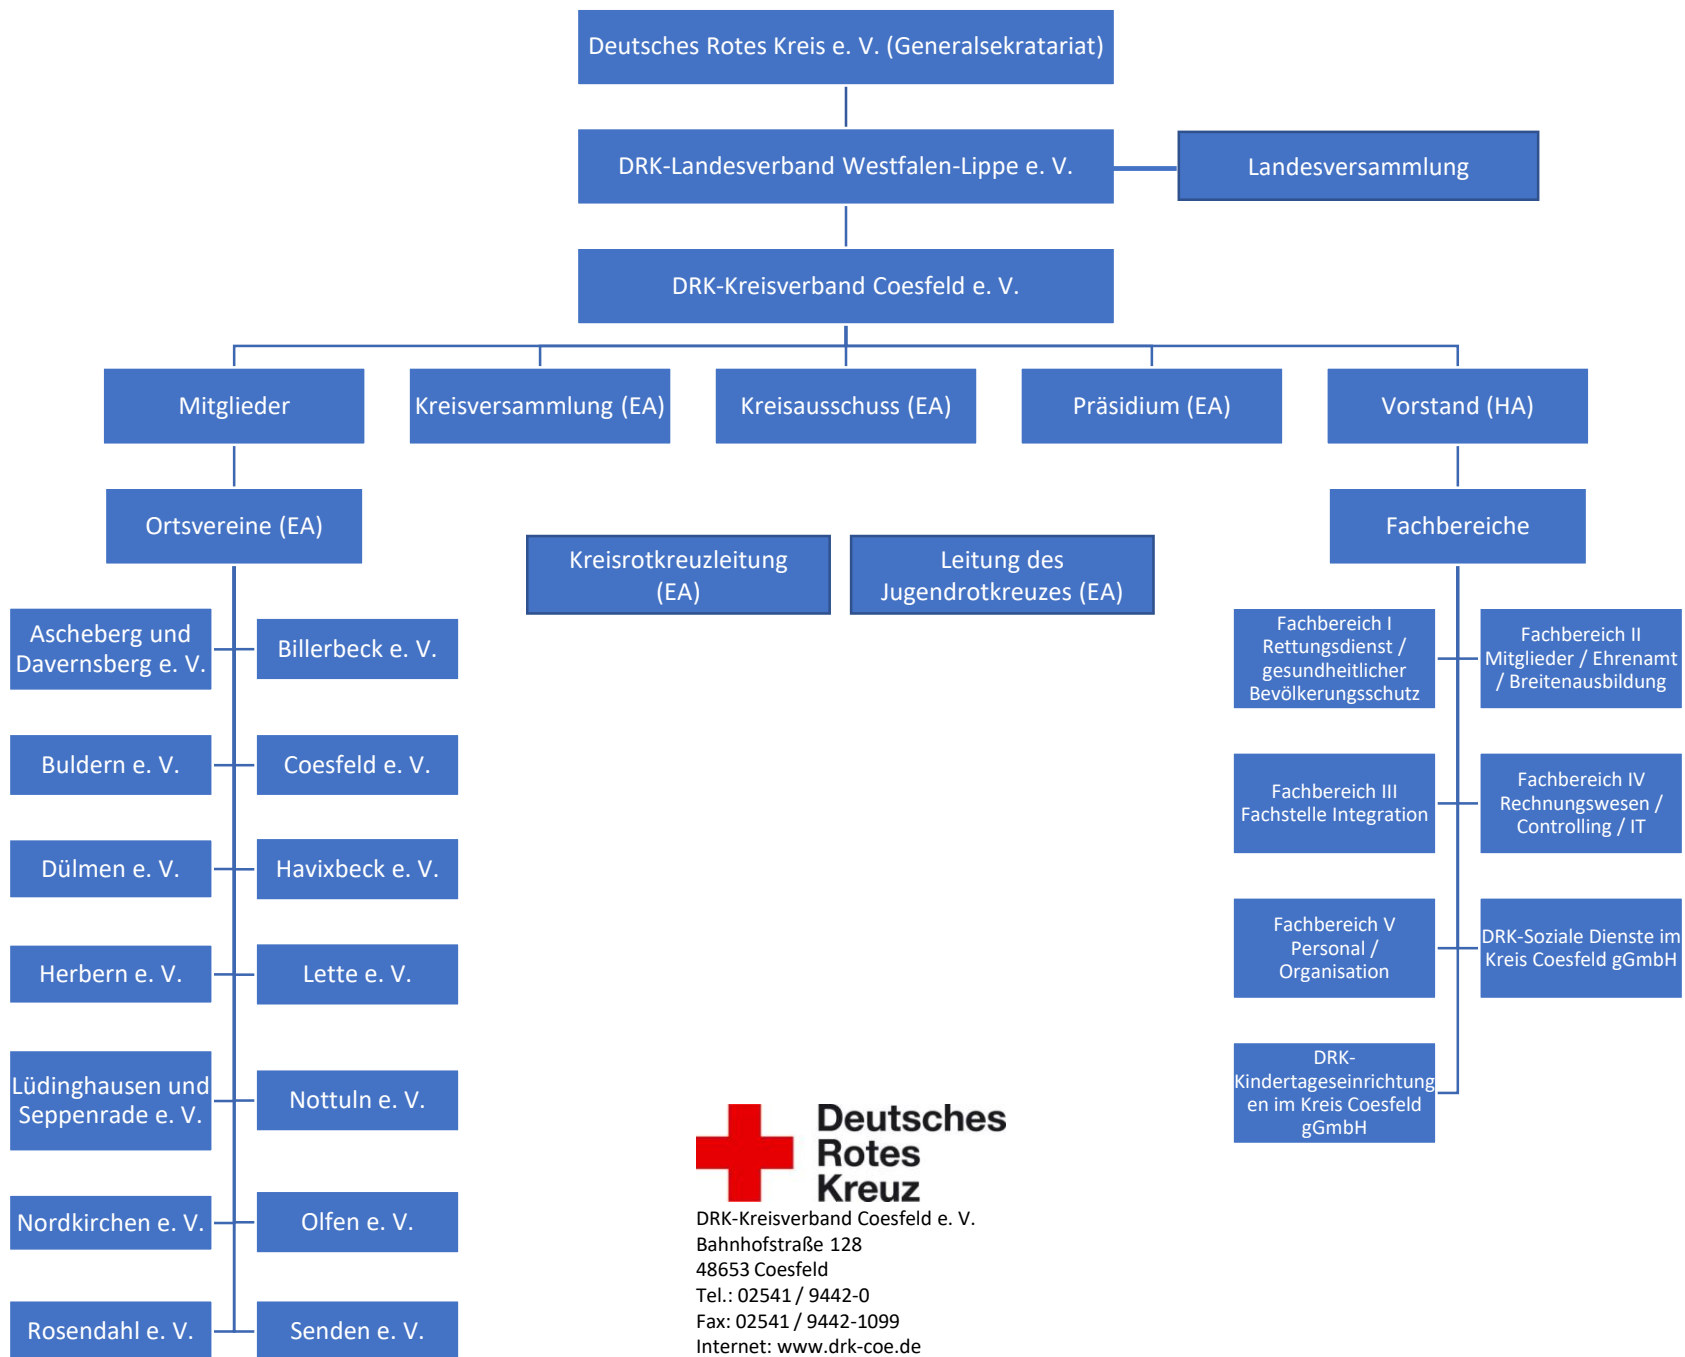 Deutsches Rotes Kreis e. V. (Generalsekratariat)
DRK-Landesverband Westfalen-Lippe e. V.
Landesversammlung
DRK-Kreisverband Coesfeld e. V.
Mitglieder
Kreisversammlung (EA)
Kreisausschuss (EA)
Präsidium (EA)
Vorstand (HA)
Ortsvereine (EA)
Kreisrotkreuzleitung
(EA)
Leitung des
Jugendrotkreuzes (EA)
Fachbereiche
Ascheberg und
Davernsberg e. V.
Billerbeck e. V.
Buldern e. V.
Coesfeld e. V.
Dülmen e. V.
Havixbeck e. V.
Herbern e. V.
Lette e. V.
Lüdinghausen und
Seppenrade e. V.
Nottuln e. V.
Nordkirchen e. V.
Olfen e. V.
Rosendahl e. V.
Senden e. V.
Fachbereich I
Rettungsdienst /
gesundheitlicher
Bevölkerungsschutz
Fachbereich II
Mitglieder / Ehrenamt
/ Breitenausbildung
Fachbereich III
Fachstelle Integration
Fachbereich IV
Rechnungswesen /
Controlling / IT
Fachbereich V
Personal /
Organisation
DRK-Soziale Dienste im
Kreis Coesfeld gGmbH
DRK-
Kindertageseinrichtung
en im Kreis Coesfeld
gGmbH
Deutsches
Rotes
Kreuz
DRK-Kreisverband Coesfeld e. V.
Bahnhofstraße 128
48653 Coesfeld
Tel.: 02541 / 9442-0
Fax: 02541 / 9442-1099
Internet: www.drk-coe.de